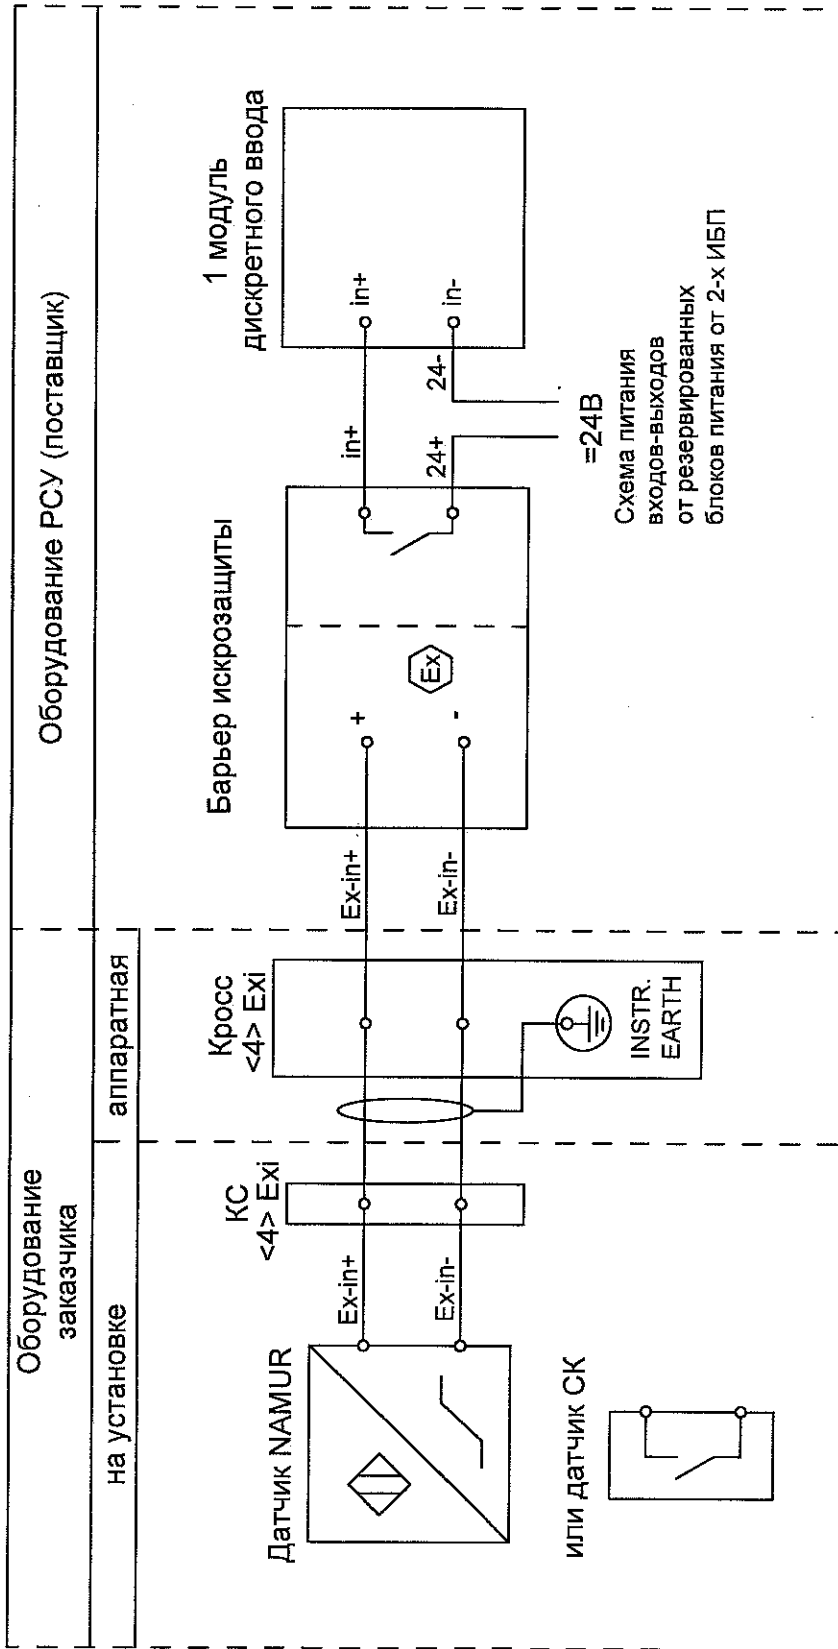 Оборудование
заказчика
Оборудование РСУ (поставщик)
на установке
аппаратная
Датчик NAMUR
Ex-in+
Ex-in-
или датчик СК
КС
<4> Exi
Кросс
<4> Exi
INSTR.
EARTH
Ex-in+
Ex-in-
Барьер искрозащиты
+
-
Ex
in+
24+
24-
=24В
Схема питания
входов-выходов
от резервированных
блоков питания от 2-х ИБП
1 модуль
дискретного ввода
in+
in-